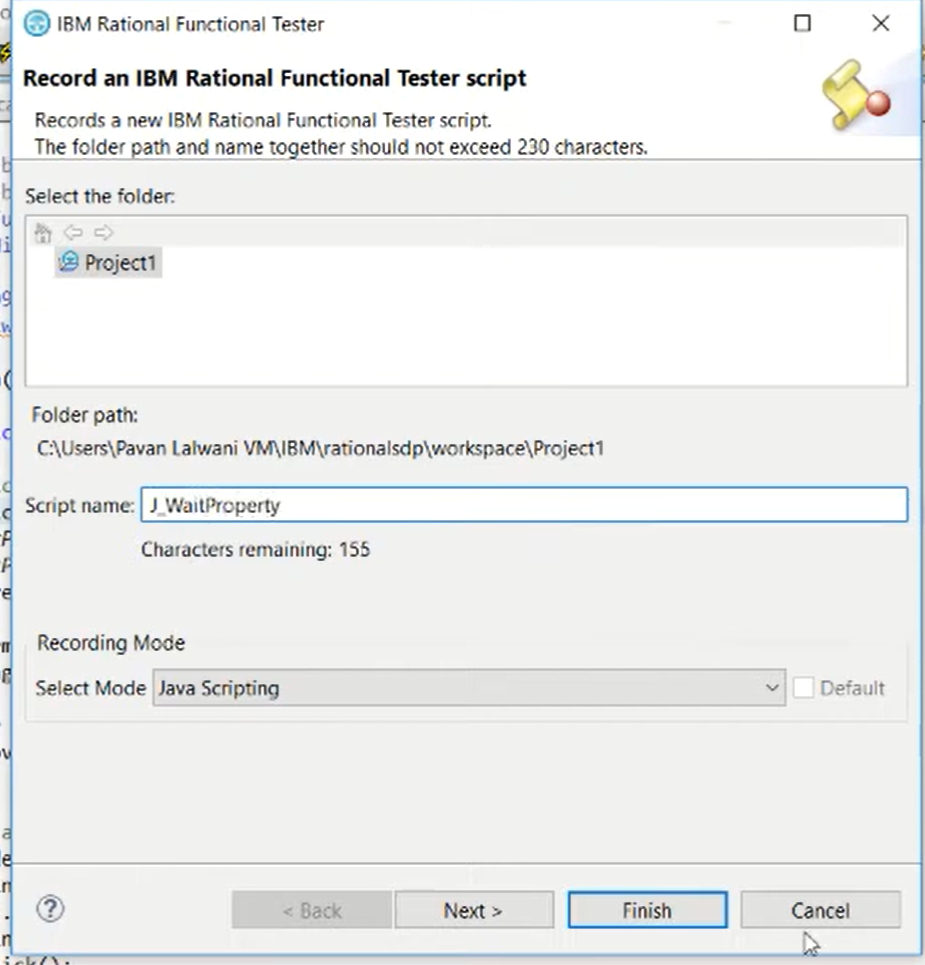 IBM Rational Functional Tester
Record an IBM Rational Functional Tester script
Records a new IBM Rational Functional Tester script.
The folder path and name together should not exceed 230 characters.
Select the folder:
Project1
Folder path:
C:\Users\Pavan Lalwani VM\IBM\rationalsdp\workspace\Project1
Script name: J_WaitProperty
Characters remaining: 155
Recording Mode
Select Mode Java Scripting Default
? < Back Next > Finish Cancel